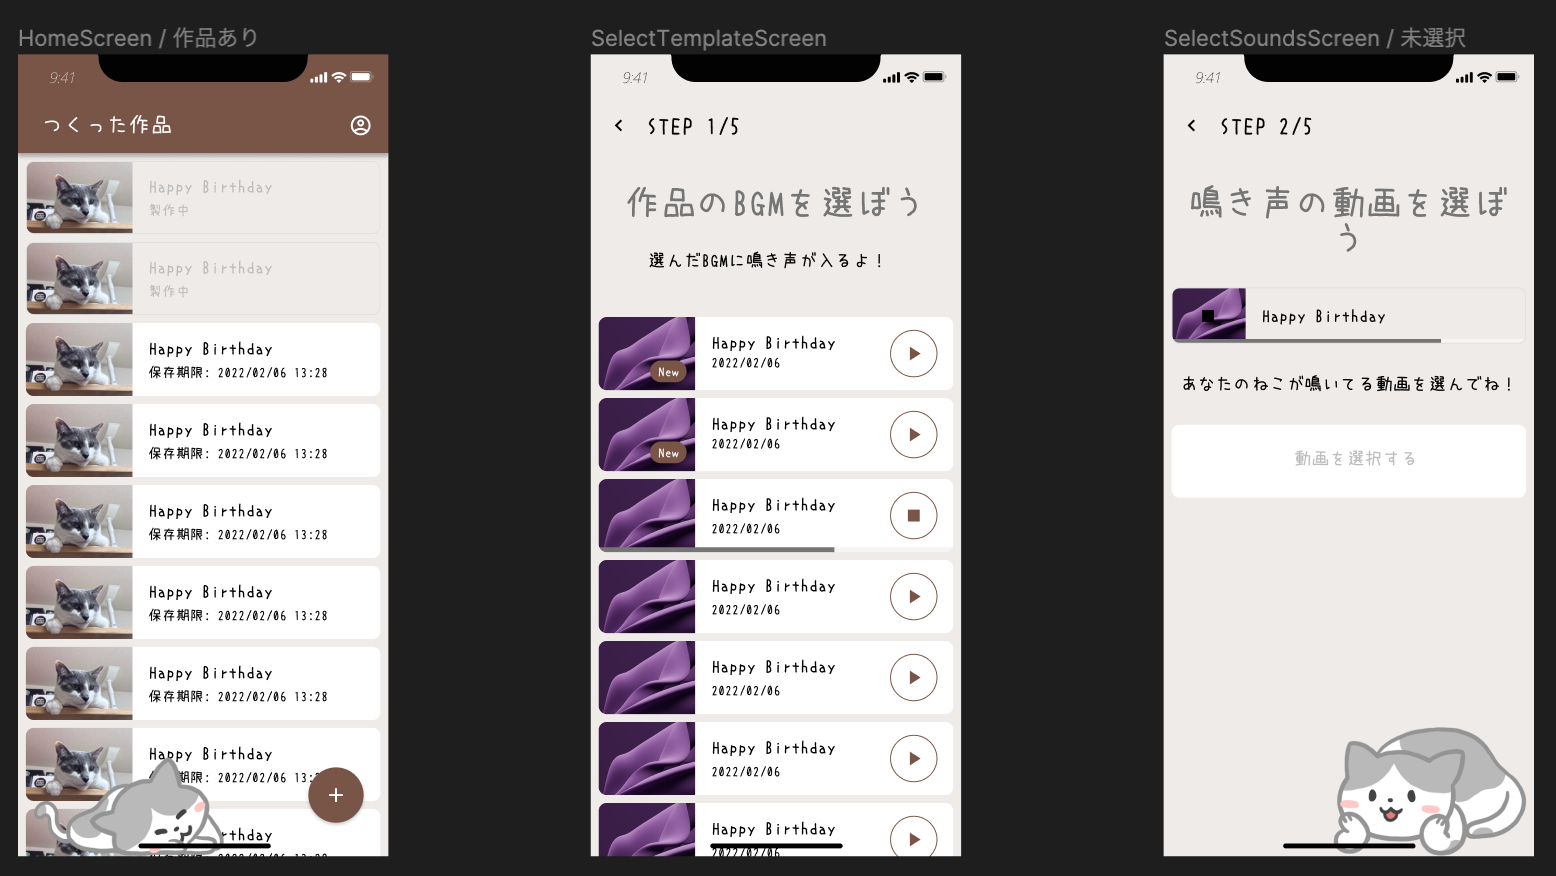 HomeScreen / 作品あり
9:41
つくった作品
Happy Birthday
製作中
Happy Birthday
製作中
Happy Birthday
保存期限: 2022/02/06 13:28
Happy Birthday
保存期限: 2022/02/06 13:28
Happy Birthday
保存期限: 2022/02/06 13:28
Happy Birthday
保存期限: 2022/02/06 13:28
Happy Birthday
保存期限: 2022/02/06 13:28
Happy Birthday
期限: 2022/02/06 13:2
rthday
SelectTemplateScreen
9:41
STEP 1/5
作品のBGMを選ぼう
選んだBGMに鳴き声が入るよ！
Happy Birthday
2022/02/06
New
Happy Birthday
2022/02/06
New
Happy Birthday
2022/02/06
Happy Birthday
2022/02/06
Happy Birthday
2022/02/06
Happy Birthday
2022/02/06
Happy Birthday
2022/02/06
SelectSoundsScreen / 未選択
9:41
STEP 2/5
鳴き声の動画を選ぼ
う
Happy Birthday
あなたのねこが鳴いてる動画を選んでね！
動画を選択する